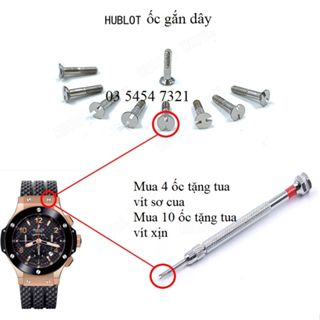 HUBLOT ốc gắn dây
03 5454 7321
Mua 4 ốc tặng tua
vít sơ cua
Mua 10 ốc tặng tua
vít xịn